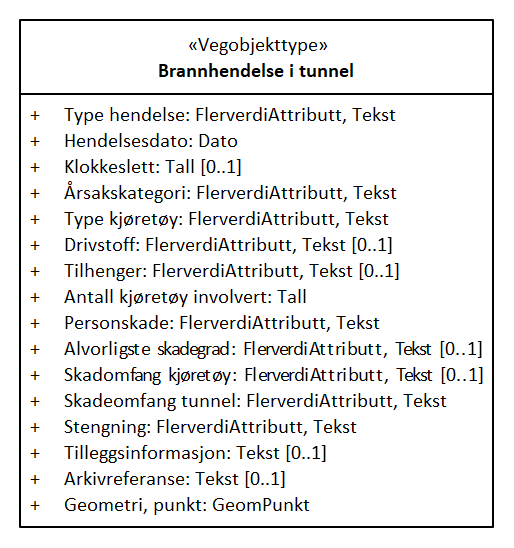 «Vegobjekttype»
Brannhendelse i tunnel
+ Type hendelse: FlerverdiAttributt, Tekst
+ Hendelsesdato: Dato
+ Klokkeslett: Tall [0..1]
+ Årsakskategori: FlerverdiAttributt, Tekst
+ Type kjøretøy: FlerverdiAttributt, Tekst
+ Drivstoff: FlerverdiAttributt, Tekst [0..1]
+ Tilhenger: FlerverdiAttributt, Tekst [0..1]
+ Antall kjøretøy involvert: Tall
+ Personskade: FlerverdiAttributt, Tekst
+ Alvorligste skadegrad: FlerverdiAttributt, Tekst [0..1]
+ Skadomfang kjøretøy: FlerverdiAttributt, Tekst [0..1]
+ Skadeomfang tunnel: FlerverdiAttributt, Tekst
+ Stengning: FlerverdiAttributt, Tekst
+ Tilleggsinformasjon: Tekst [0..1]
+ Arkivreferanse: Tekst [0..1]
+ Geometri, punkt: GeomPunkt